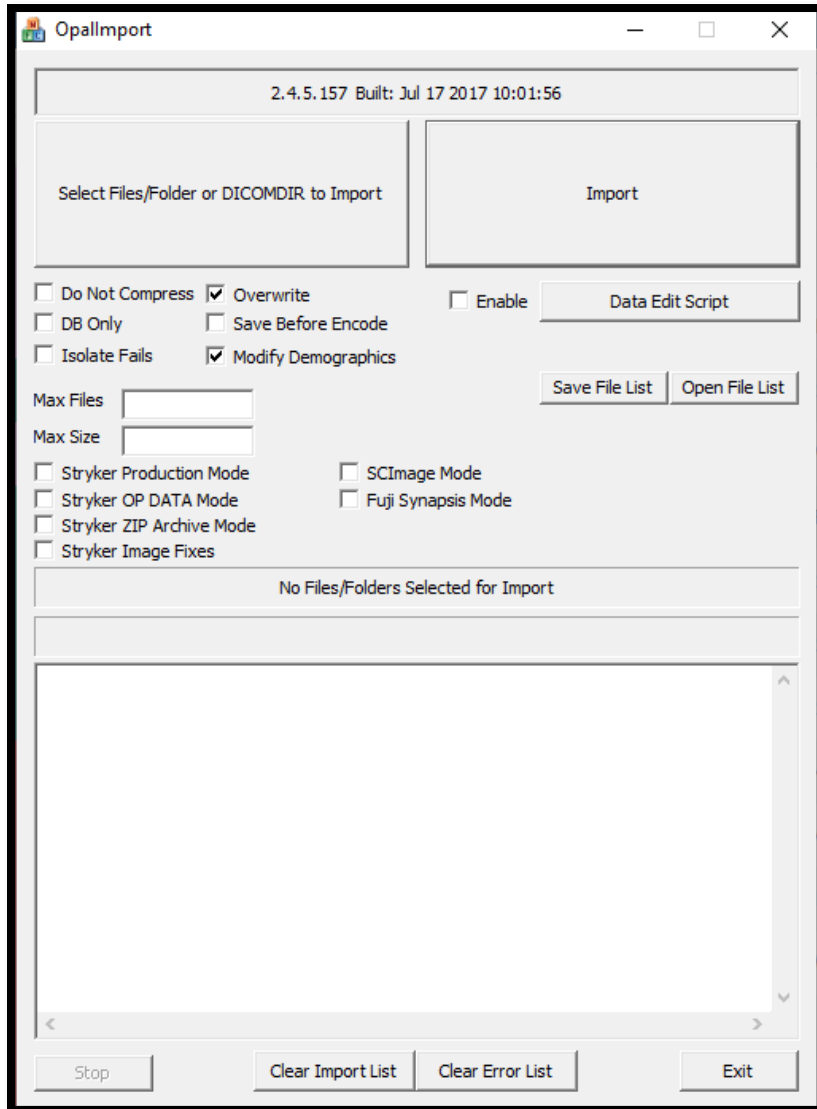 OpalImport
2.4.5.157 Built: Jul 17 2017 10:01:56
Select Files/Folder or DICOMDIR to Import
Import
Do Not Compress
Overwrite
Enable
Data Edit Script
DB Only
Save Before Encode
Isolate Fails
Modify Demographics
Save File List
Open File List
Max Files
Max Size
Stryker Production Mode
SCImage Mode
Stryker OP DATA Mode
Fuji Synapsis Mode
Stryker ZIP Archive Mode
Stryker Image Fixes
No Files/Folders Selected for Import
Stop
Clear Import List
Clear Error List
Exit